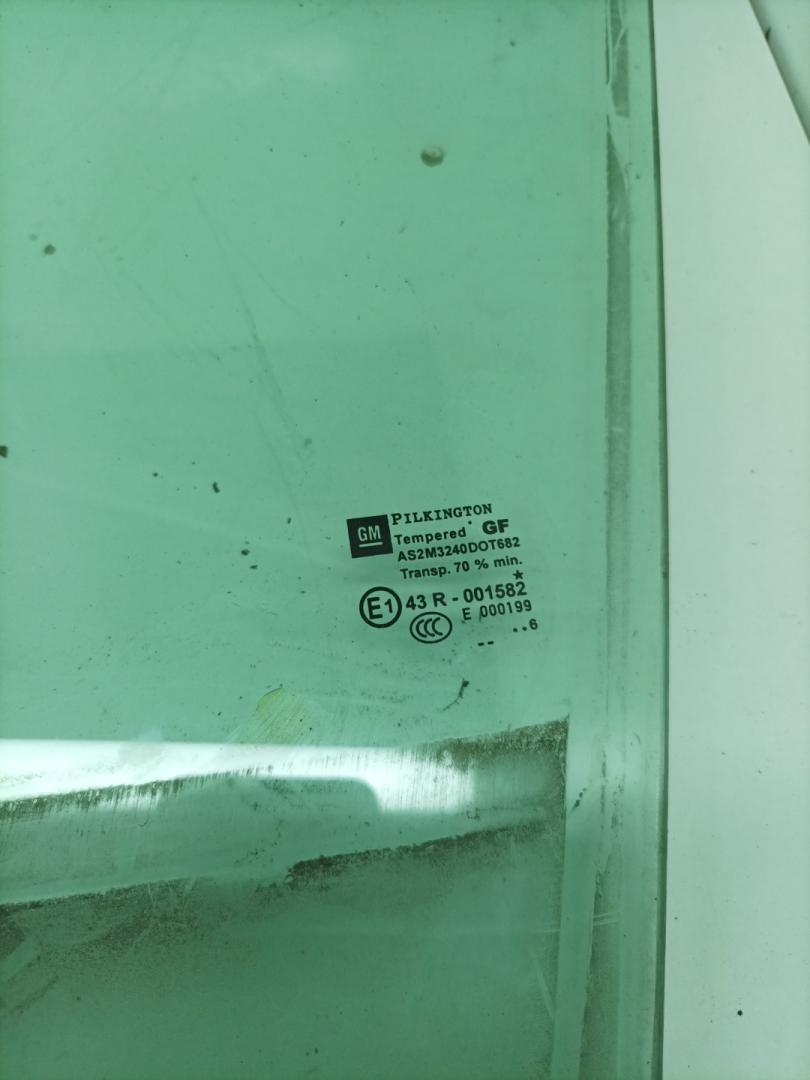 GM
PILKINGTON
Tempered GF
AS2M3240DOT682
Transp. 70 % min.
E1 43 R - 001582
CCC E 000199
-- ..6